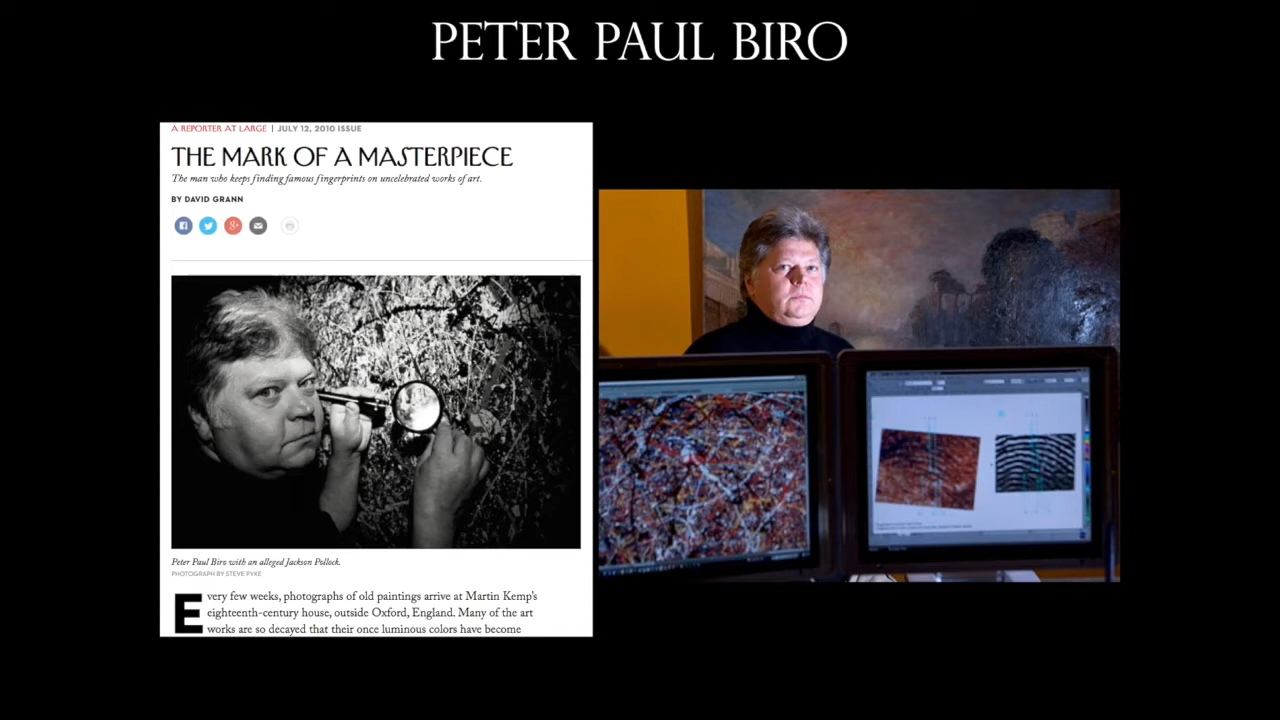 PETER PAUL BIRO
A REPORTER AT LARGE | JULY 12, 2010 ISSUE
THE MARK OF A MASTERPIECE
The man who keeps finding famous fingerprints on uncelebrated works of art.
BY DAVID GRANN
Peter Paul Biro with an alleged Jackson Pollock.
PHOTOGRAPH BY STEVE PYKE
Every few weeks, photographs of old paintings arrive at Martin Kemp's
eighteenth-century house, outside Oxford, England. Many of the art
works are so decayed that their once luminous colors have become